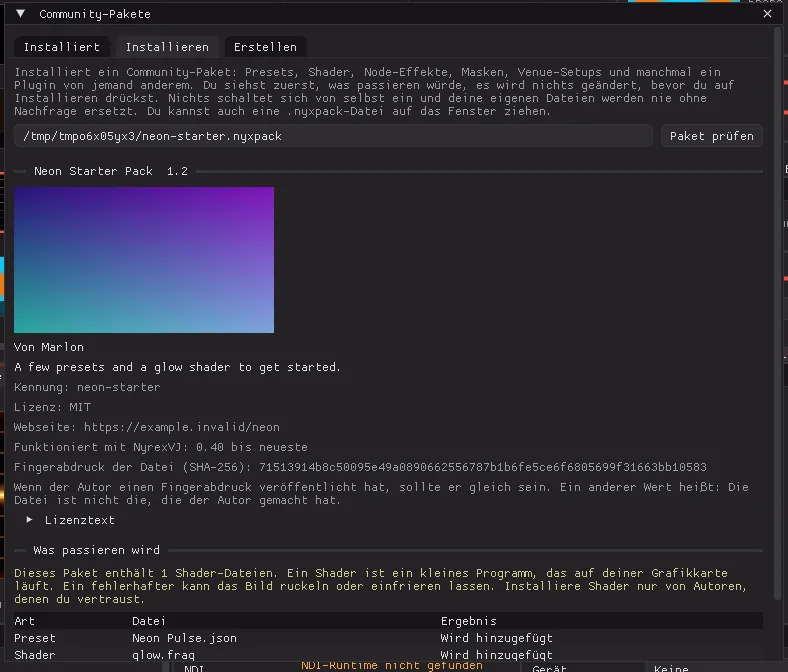 ▼ Community-Pakete ✕
Installiert Installieren Erstellen
Installiert ein Community-Paket: Presets, Shader, Node-Effekte, Masken, Venue-Setups und manchmal ein
Plugin von jemand anderem. Du siehst zuerst, was passieren würde, es wird nichts geändert, bevor du auf
Installieren drückst. Nichts schaltet sich von selbst ein und deine eigenen Dateien werden nie ohne
Nachfrage ersetzt. Du kannst auch eine .nyxpack-Datei auf das Fenster ziehen.
/tmp/tmpo6x05yx3/neon-starter.nyxpack Paket prüfen
Neon Starter Pack 1.2
Von Marlon
A few presets and a glow shader to get started.
Kennung: neon-starter
Lizenz: MIT
Webseite: https://example.invalid/neon
Funktioniert mit NyrexVJ: 0.40 bis neueste
Fingerabdruck der Datei (SHA-256): 71513914b8c50095e49a0890662556787b1b6fe5ce6f6805699f31663bb10583
Wenn der Autor einen Fingerabdruck veröffentlicht hat, sollte er gleich sein. Ein anderer Wert heißt: Die
Datei ist nicht die, die der Autor gemacht hat.
Lizenztext
Was passieren wird
Dieses Paket enthält 1 Shader-Dateien. Ein Shader ist ein kleines Programm, das auf deiner Grafikkarte
läuft. Ein fehlerhafter kann das Bild ruckeln oder einfrieren lassen. Installiere Shader nur von Autoren,
denen du vertraust.
Art Datei Ergebnis
Preset Neon Pulse.json Wird hinzugefügt
Shader glow.frag Wird hinzugefügt
NDI NDI-Runtime nicht gefunden Gerät Keine